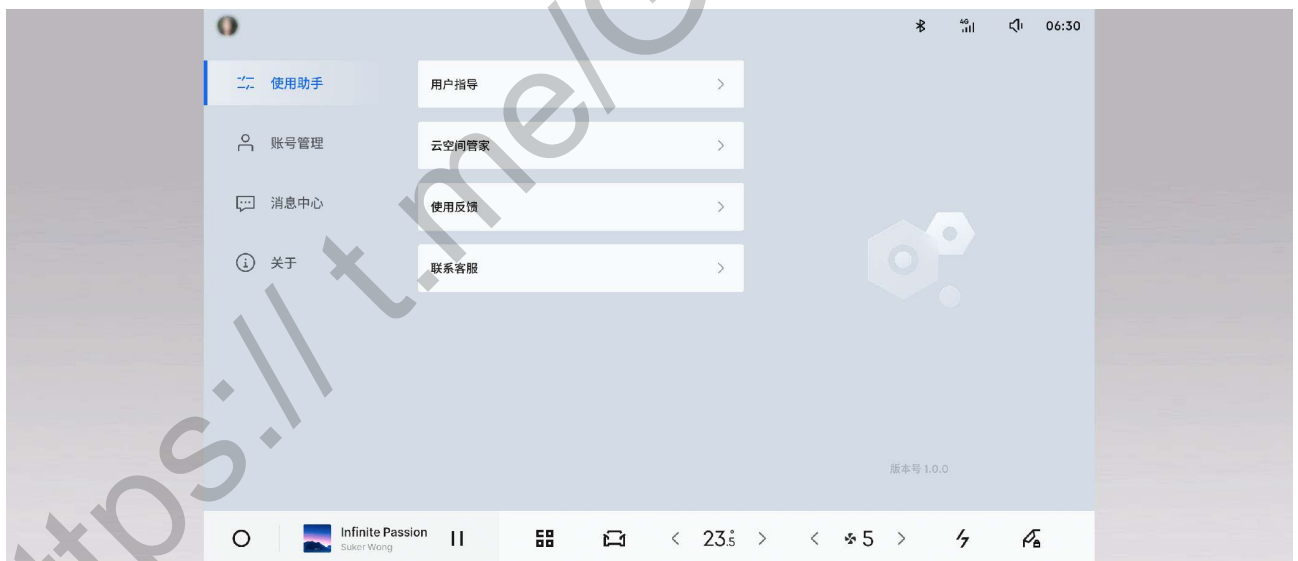 4G
06:30
使用助手
用户指导
账号管理
云空间管家
消息中心
使用反馈
关于
联系客服
版本号 1.0.0
Infinite Passion
Suker Wong
23.5°
5
https://t.me/